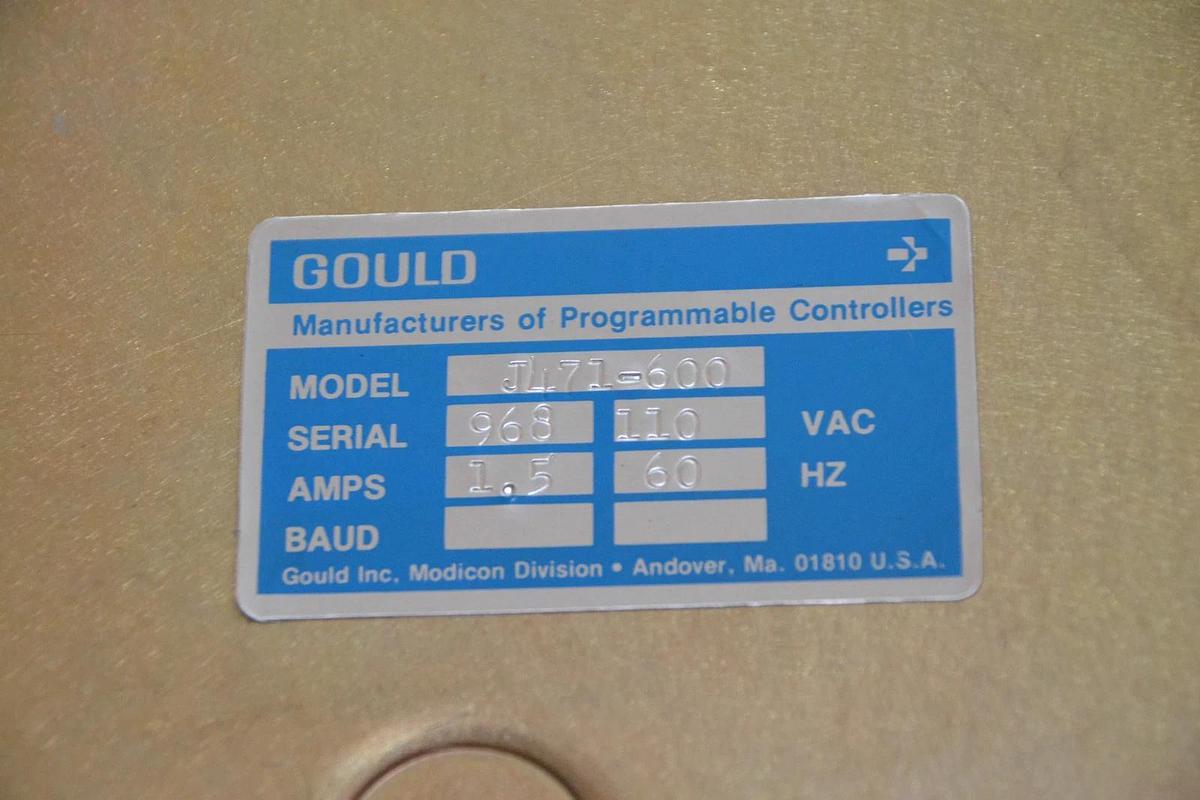 GOULD
Manufacturers of Programmable Controllers
MODEL J471-600
SERIAL 968 110 VAC
AMPS 1.5 60 HZ
BAUD
Gould Inc. Modicon Division • Andover, Ma. 01810 U.S.A.